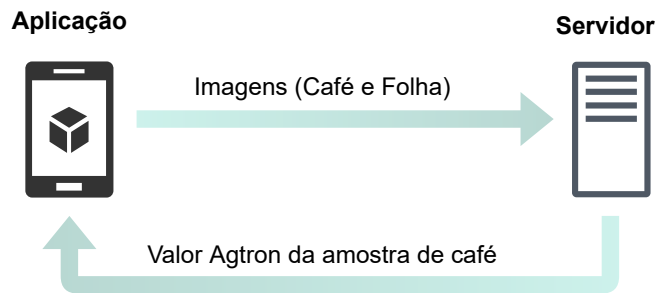 Aplicação
Servidor
Imagens (Café e Folha)
Valor Agtron da amostra de café